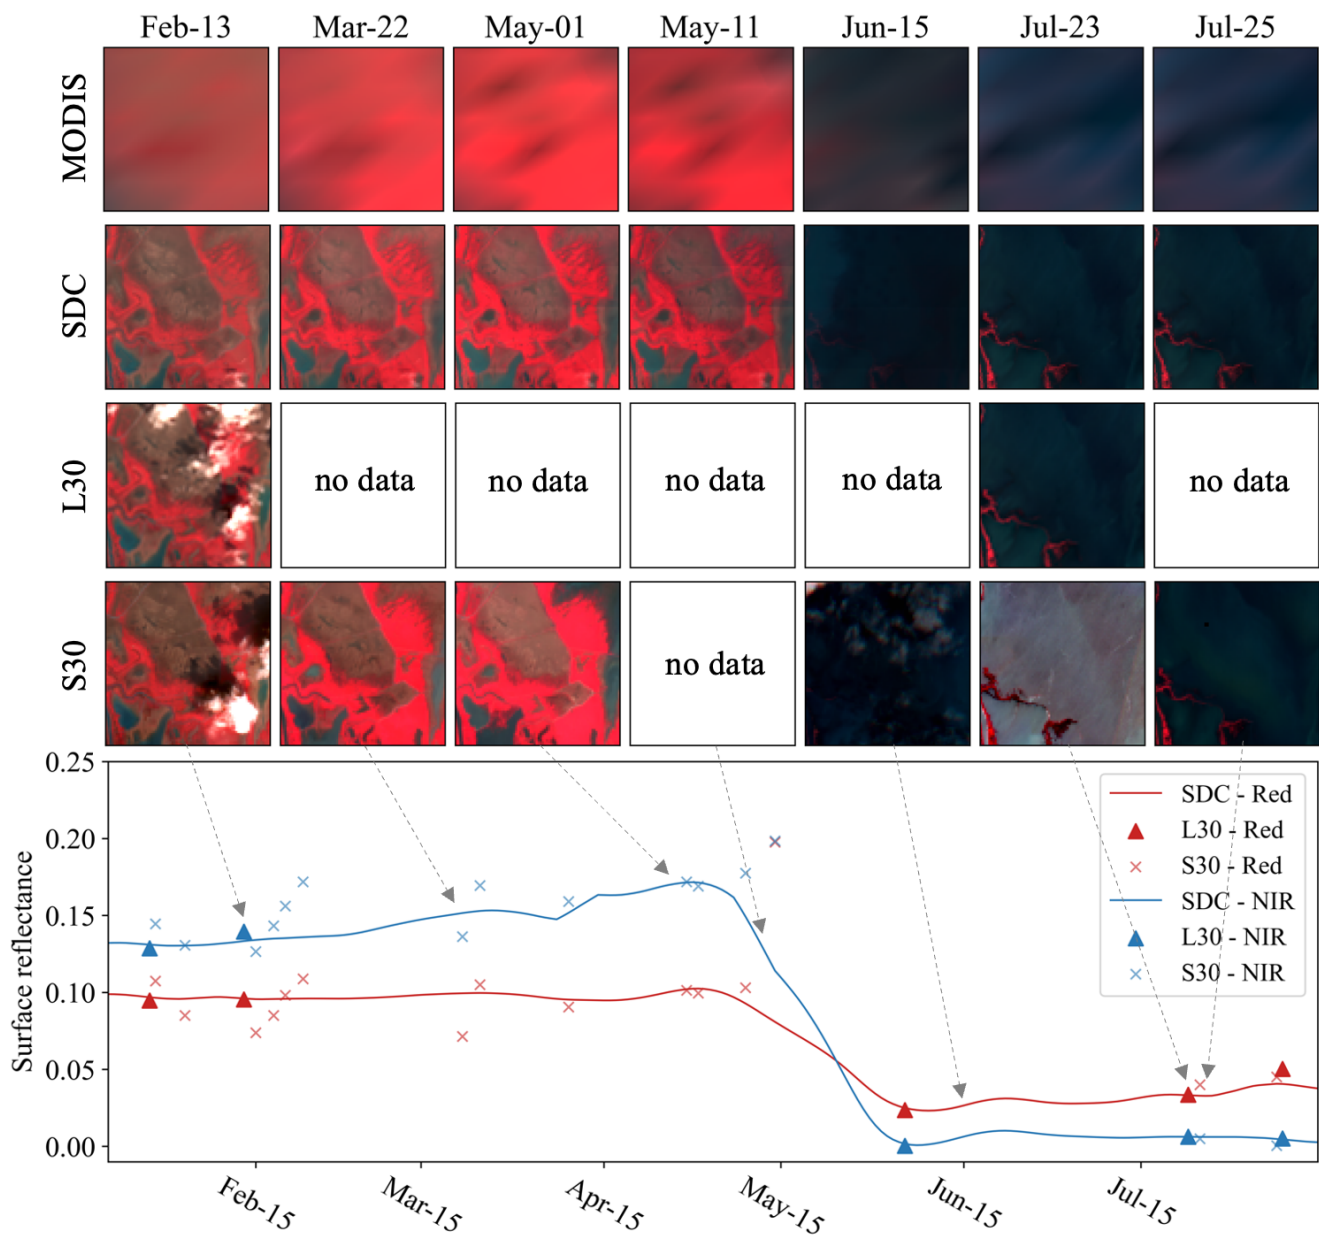 Feb-13 Mar-22 May-01 May-11 Jun-15 Jul-23 Jul-25
MODIS
SDC
L30
no data no data no data no data no data
S30
no data
0.25
0.20
0.15
0.10
0.05
0.00
Surface reflectance
SDC - Red
L30 - Red
S30 - Red
SDC - NIR
L30 - NIR
S30 - NIR
Feb-15 Mar-15 Apr-15 May-15 Jun-15 Jul-15